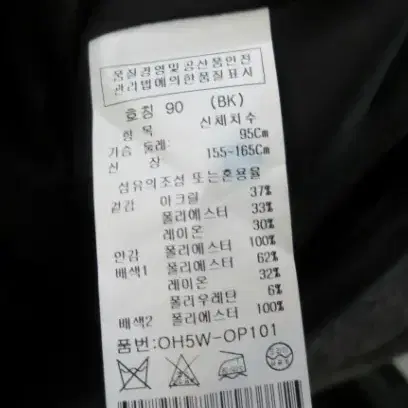 품질경영및공산품안전
관리법에의한품질표시
호칭 90 (BK)
항 목 신체치수
가슴 둘레: 95Cm
신 장 155-165Cm
섬유의조성 또는혼용율
겉감 아크릴 37%
폴리에스터 33%
레이온 30%
안감 폴리에스터 100%
배색1 폴리에스터 62%
레이온 32%
폴리우레탄 6%
배색2 폴리에스터 100%
품번:OH5W-OP101